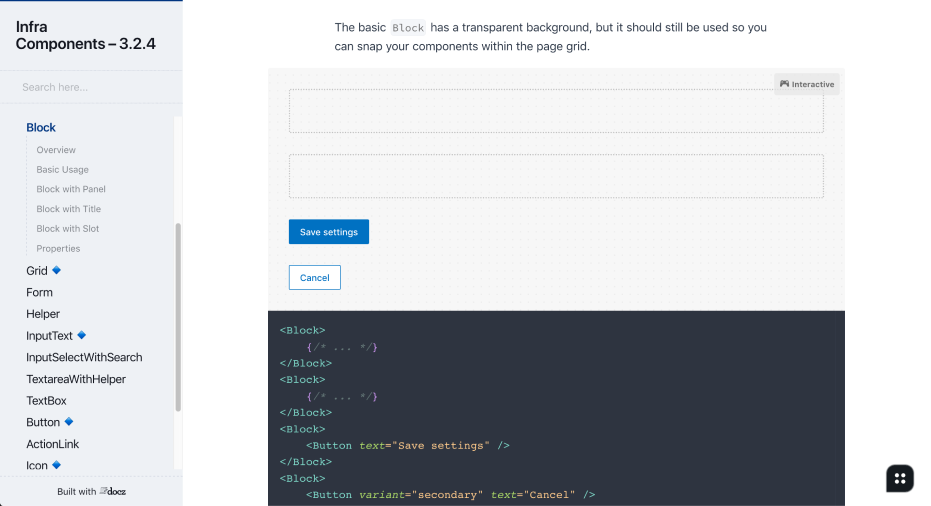 Infra
Components – 3.2.4
Search here...
Block
Overview
Basic Usage
Block with Panel
Block with Title
Block with Slot
Properties
Grid
Form
Helper
InputText
InputSelectWithSearch
TextareaWithHelper
TextBox
Button
ActionLink
Icon
Built with docz
The basic Block has a transparent background, but it should still be used so you
can snap your components within the page grid.
Interactive
Save settings
Cancel
<Block>
{/* ... */}
</Block>
<Block>
{/* ... */}
</Block>
<Block>
<Button text="Save settings" />
</Block>
<Block>
<Button variant="secondary" text="Cancel" />